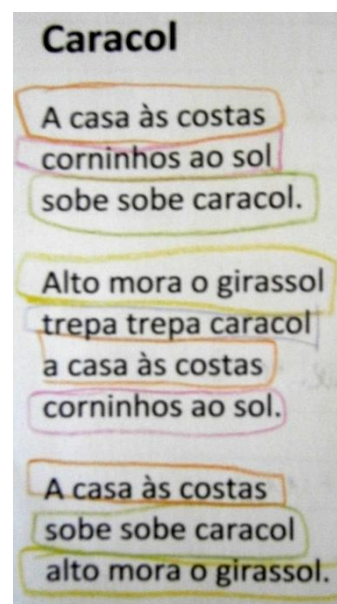 Caracol
A casa às costas
corninhos ao sol
sobe sobe caracol.
Alto mora o girassol
trepa trepa caracol
a casa às costas
corninhos ao sol.
A casa às costas
sobe sobe caracol
alto mora o girassol.